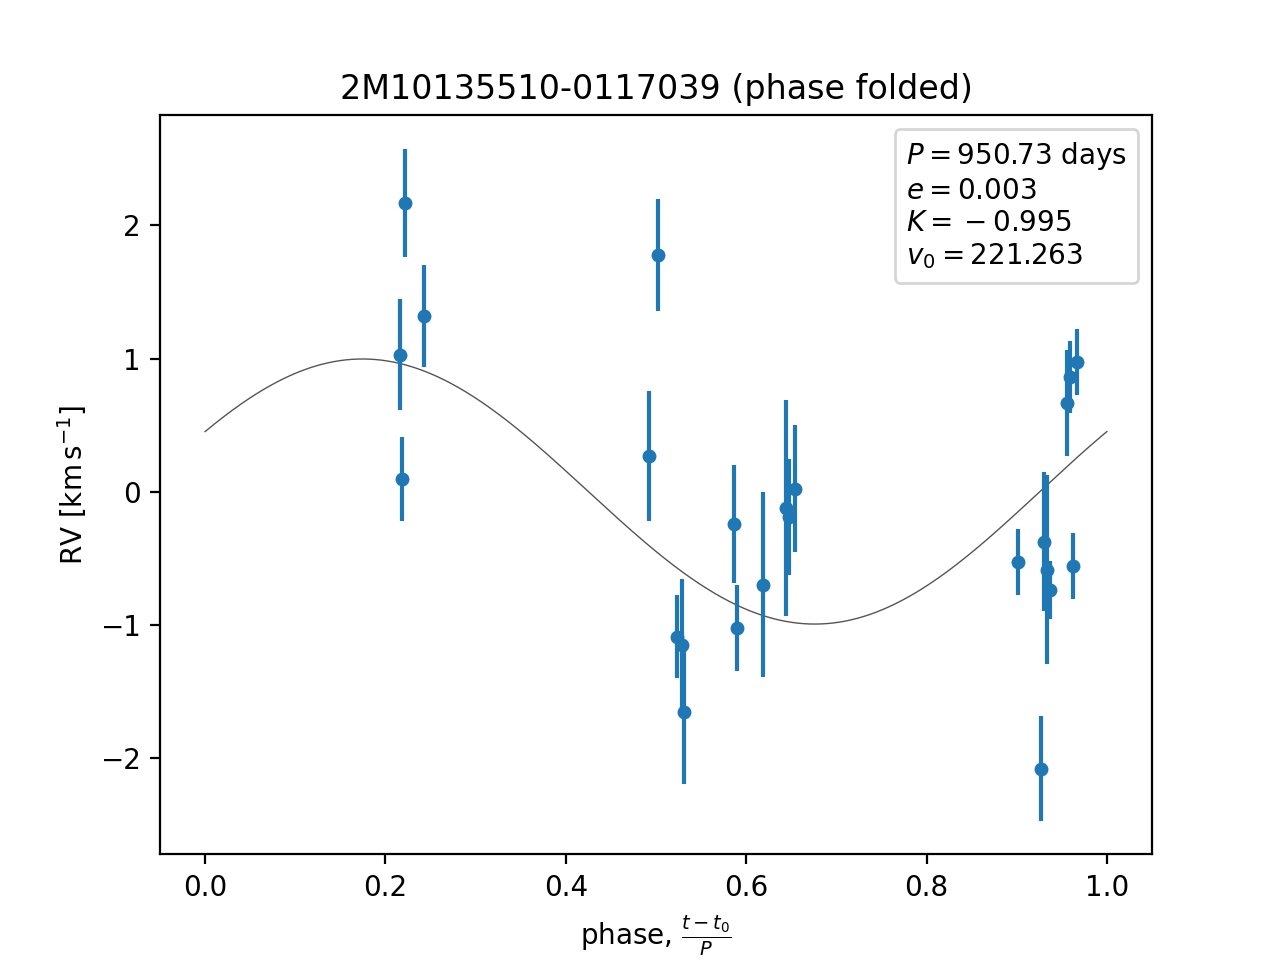 2M10135510-0117039 (phase folded)
P = 950.73 days
e = 0.003
K = −0.995
v₀ = 221.263
RV [km s⁻¹]
2
1
0
−1
−2
0.0 0.2 0.4 0.6 0.8 1.0
phase, (t − t₀)/P